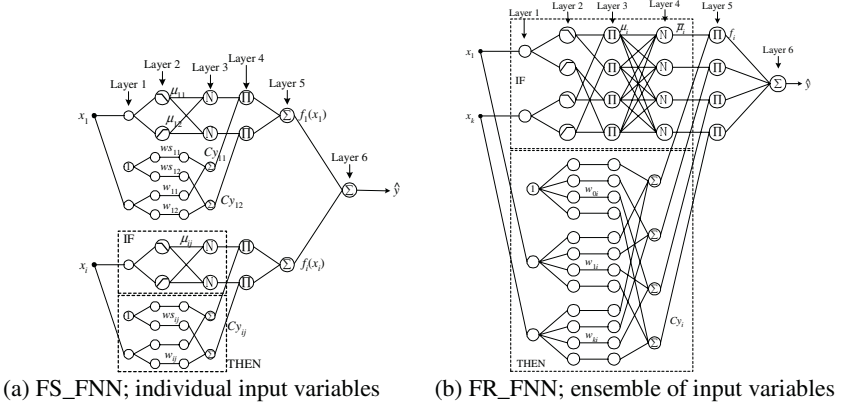 Layer 1
Layer 2
Layer 3
Layer 4
Layer 5
Layer 6
x1
μ11
μ12
N
N
Π
Π
Σ
f1(x1)
ws11
ws12
w11
w12
1
Cy11
Cy12
Σ
Σ
Σ
ŷ
IF
xi
μij
N
N
Π
Π
Σ
fi(xi)
1
wsij
wij
Σ
Σ
Cyij
THEN
(a) FS_FNN; individual input variables
Layer 1
Layer 2
Layer 3
Layer 4
Layer 5
Layer 6
x1
xk
IF
μi
μ̄i
fi
Π
Π
Π
Π
N
N
N
N
Π
Π
Π
Π
Σ
ŷ
1
w0i
w1i
wki
Σ
Σ
Σ
Σ
Cyi
THEN
(b) FR_FNN; ensemble of input variables